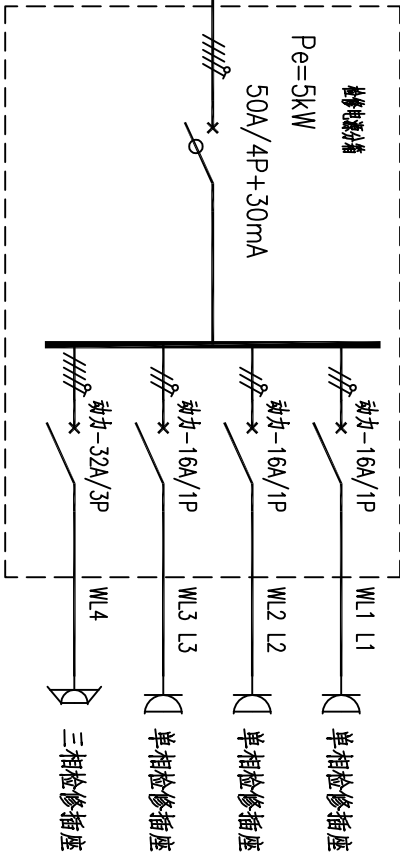 检修电源分箱
Pe=5kW
50A/4P+30mA
动力-16A/1P
WL1 L1
单相检修插座
动力-16A/1P
WL2 L2
单相检修插座
动力-16A/1P
WL3 L3
单相检修插座
动力-32A/3P
WL4
三相检修插座